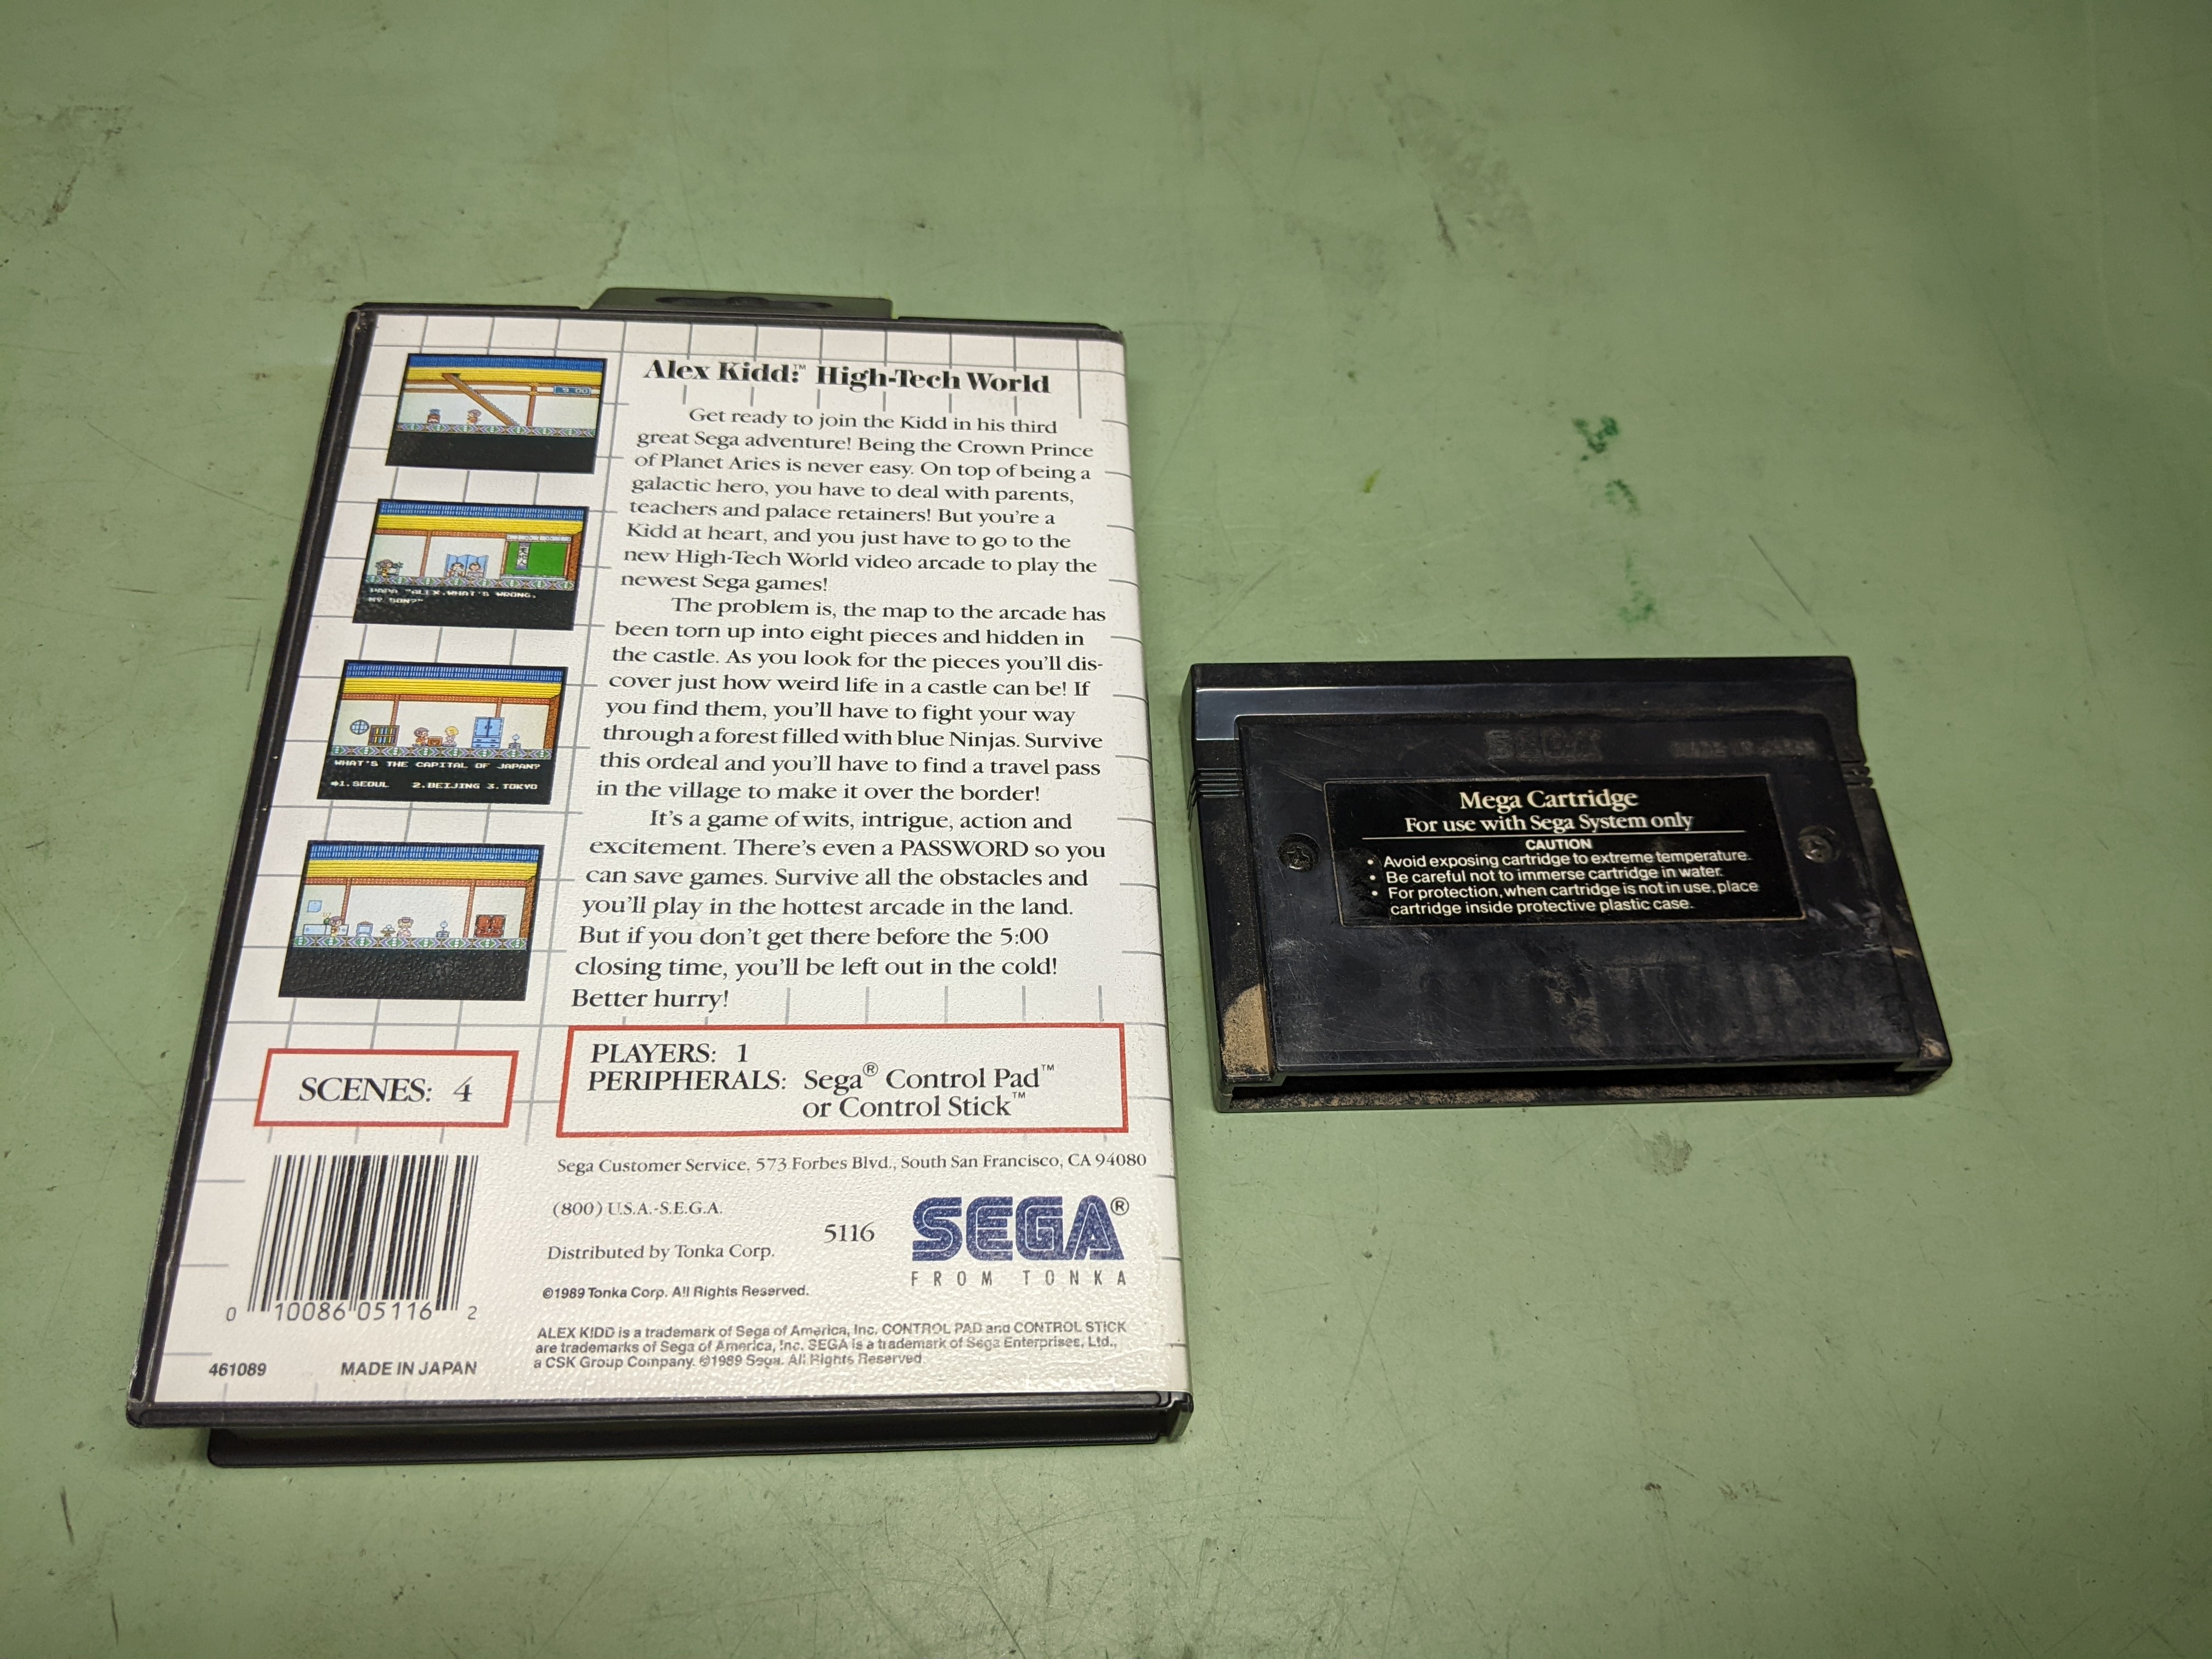 Alex Kidd:™ High-Tech World
Get ready to join the Kidd in his third
great Sega adventure! Being the Crown Prince
of Planet Aries is never easy. On top of being a
galactic hero, you have to deal with parents,
teachers and palace retainers! But you're a
Kidd at heart, and you just have to go to the
new High-Tech World video arcade to play the
newest Sega games!
The problem is, the map to the arcade has
been torn up into eight pieces and hidden in
the castle. As you look for the pieces you'll dis-
cover just how weird life in a castle can be! If
you find them, you'll have to fight your way
through a forest filled with blue Ninjas. Survive
this ordeal and you'll have to find a travel pass
in the village to make it over the border!
It's a game of wits, intrigue, action and
excitement. There's even a PASSWORD so you
can save games. Survive all the obstacles and
you'll play in the hottest arcade in the land.
But if you don't get there before the 5:00
closing time, you'll be left out in the cold!
Better hurry!
5:00
PAPA "ALEX,WHAT'S WRONG,
MY SON?"
WHAT'S THE CAPITAL OF JAPAN?
1.SEOUL 2.BEIJING 3.TOKYO
SCENES: 4
PLAYERS: 1
PERIPHERALS: Sega® Control Pad™
or Control Stick™
Sega Customer Service, 573 Forbes Blvd., South San Francisco, CA 94080
(800) U.S.A.-S.E.G.A.
5116
Distributed by Tonka Corp.
SEGA®
FROM TONKA
©1989 Tonka Corp. All Rights Reserved.
ALEX KIDD is a trademark of Sega of America, Inc. CONTROL PAD and CONTROL STICK
are trademarks of Sega of America, Inc. SEGA is a trademark of Sega Enterprises, Ltd.,
a CSK Group Company. ©1989 Sega. All Rights Reserved.
0 10086 05116 2
461089 MADE IN JAPAN
SEGA MADE IN JAPAN
Mega Cartridge
For use with Sega System only
CAUTION
• Avoid exposing cartridge to extreme temperature.
• Be careful not to immerse cartridge in water.
• For protection, when cartridge is not in use, place
cartridge inside protective plastic case.